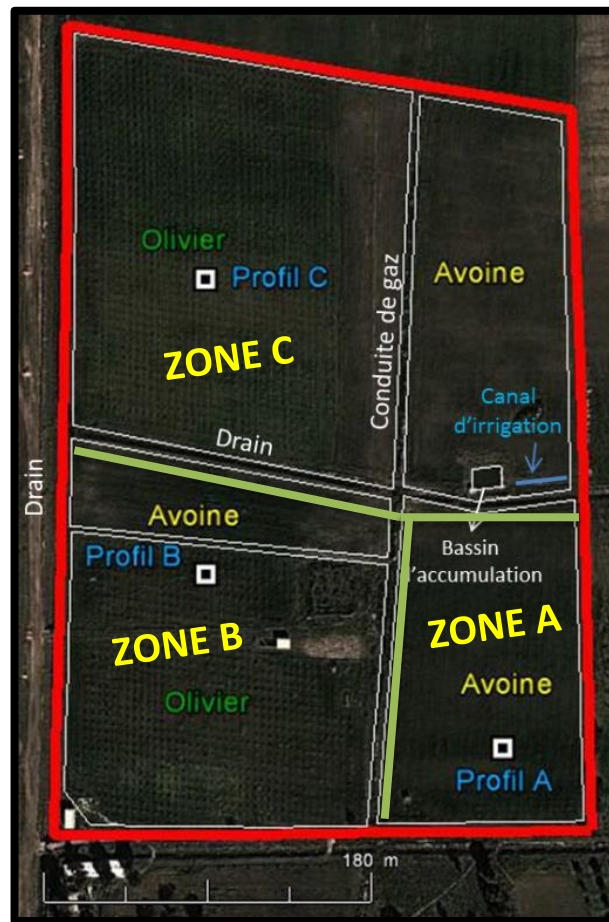 Olivier
Profil C
ZONE C
Conduite de gaz
Avoine
Canal
d'irrigation
Drain
Drain
Avoine
Profil B
ZONE B
Olivier
Bassin
'accumulation
ZONE A
Avoine
Profil A
180 m